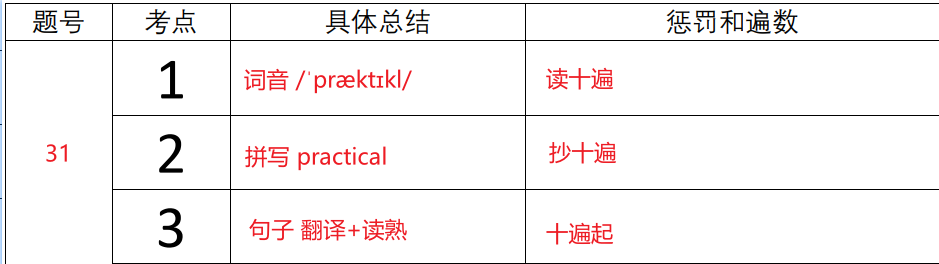 题号 考点 具体总结 惩罚和遍数
31 1 词音 /ˈpræktɪkl/ 读十遍
2 拼写 practical 抄十遍
3 句子 翻译+读熟 十遍起